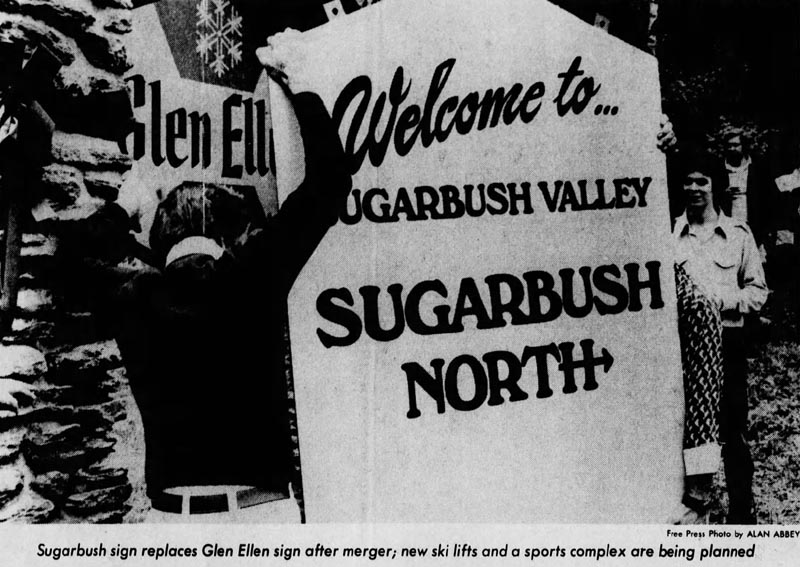 Glen Ell
Welcome to...
SUGARBUSH VALLEY
SUGARBUSH
NORTH
Free Press Photo by ALAN ABBEY
Sugarbush sign replaces Glen Ellen sign after merger; new ski lifts and a sports complex are being planned